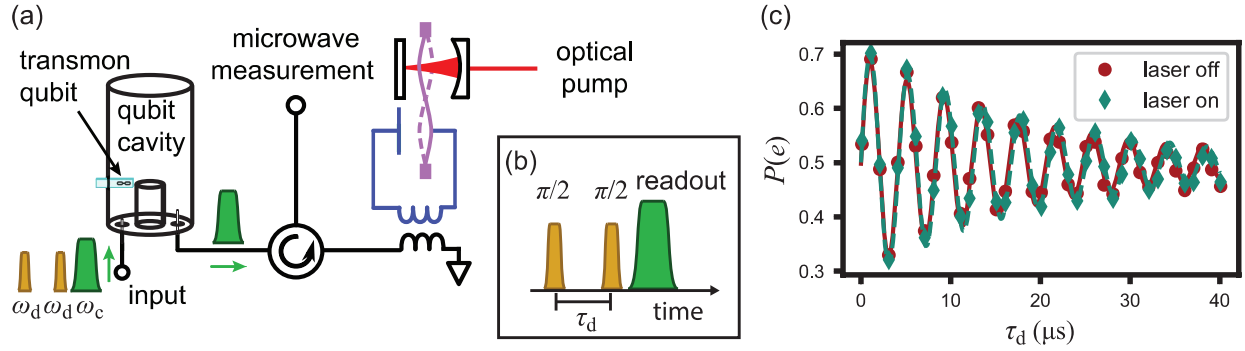 (a)
transmon
qubit
qubit
cavity
microwave
measurement
optical
pump
ω_d ω_d ω_c
input
(b)
π/2 π/2 readout
τ_d
time
(c)
P(e)
0.7
0.6
0.5
0.4
0.3
laser off
laser on
0 10 20 30 40
τ_d (μs)